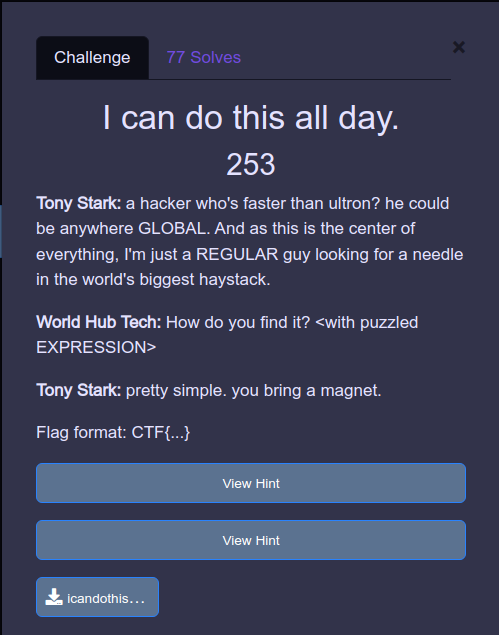 Challenge
77 Solves
×
I can do this all day.
253
Tony Stark: a hacker who's faster than ultron? he could
be anywhere GLOBAL. And as this is the center of
everything, I'm just a REGULAR guy looking for a needle
in the world's biggest haystack.
World Hub Tech: How do you find it? <with puzzled
EXPRESSION>
Tony Stark: pretty simple. you bring a magnet.
Flag format: CTF{...}
View Hint
View Hint
icandothis...